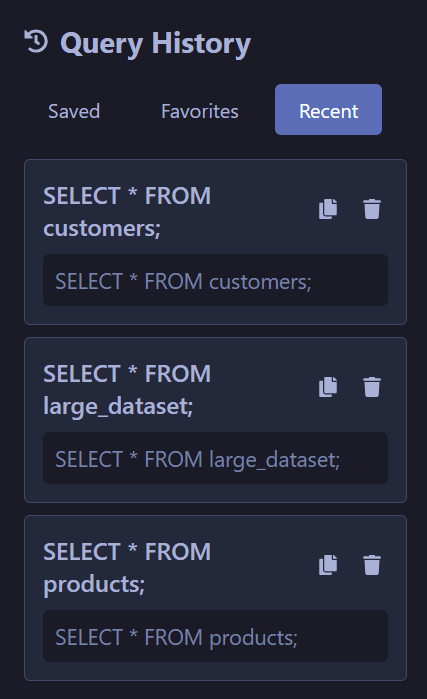 Query History
Saved Favorites Recent
SELECT * FROM
customers;
SELECT * FROM customers;
SELECT * FROM
large_dataset;
SELECT * FROM large_dataset;
SELECT * FROM
products;
SELECT * FROM products;